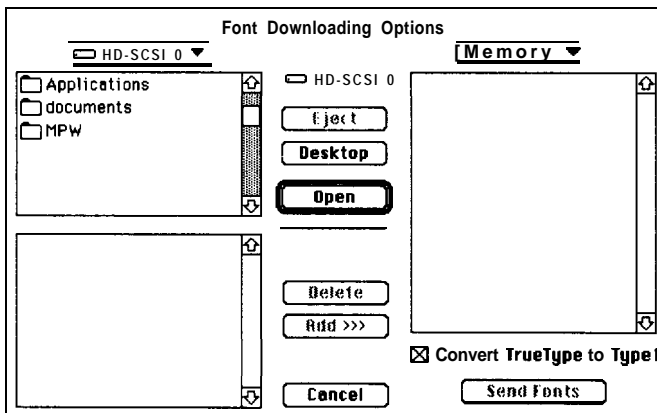 Font Downloading Options
HD-SCSI 0
[Memory
Applications
documents
MPW
HD-SCSI 0
Eject
Desktop
Open
Delete
Add >>>
Cancel
Convert TrueType to Type1
Send Fonts